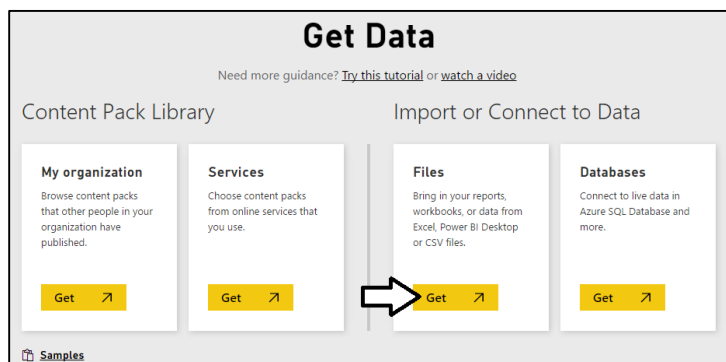 Get Data
Need more guidance? Try this tutorial or watch a video
Content Pack Library
Import or Connect to Data
My organization
Browse content packs
that other people in your
organization have
published.
Get
Services
Choose content packs
from online services that
you use.
Get
Files
Bring in your reports,
workbooks, or data from
Excel, Power BI Desktop
or CSV files.
Get
Databases
Connect to live data in
Azure SQL Database and
more.
Get
Samples